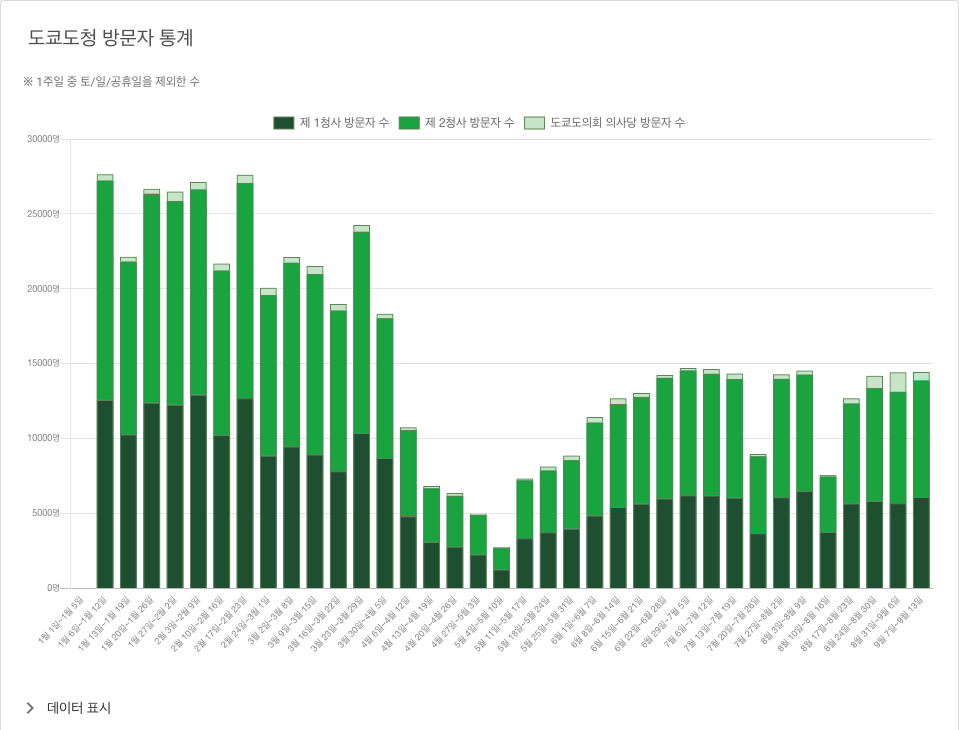 도쿄도청 방문자 통계
※ 1주일 중 토/일/공휴일을 제외한 수
제 1청사 방문자 수
제 2청사 방문자 수
도쿄도의회 의사당 방문자 수
30000명
25000명
20000명
15000명
10000명
5000명
0명
1월 1일~1월 5일
1월 6일~1월 12일
1월 13일~1월 19일
1월 20일~1월 26일
1월 27일~2월 2일
2월 3일~2월 9일
2월 10일~2월 16일
2월 17일~2월 23일
2월 24일~3월 1일
3월 2일~3월 8일
3월 9일~3월 15일
3월 16일~3월 22일
3월 23일~3월 29일
3월 30일~4월 5일
4월 6일~4월 12일
4월 13일~4월 19일
4월 20일~4월 26일
4월 27일~5월 3일
5월 4일~5월 10일
5월 11일~5월 17일
5월 18일~5월 24일
5월 25일~5월 31일
6월 1일~6월 7일
6월 8일~6월 14일
6월 15일~6월 21일
6월 22일~6월 28일
6월 29일~7월 5일
7월 6일~7월 12일
7월 13일~7월 19일
7월 20일~7월 26일
7월 27일~8월 2일
8월 3일~8월 9일
8월 10일~8월 16일
8월 17일~8월 23일
8월 24일~8월 30일
8월 31일~9월 6일
9월 7일~9월 13일
데이터 표시